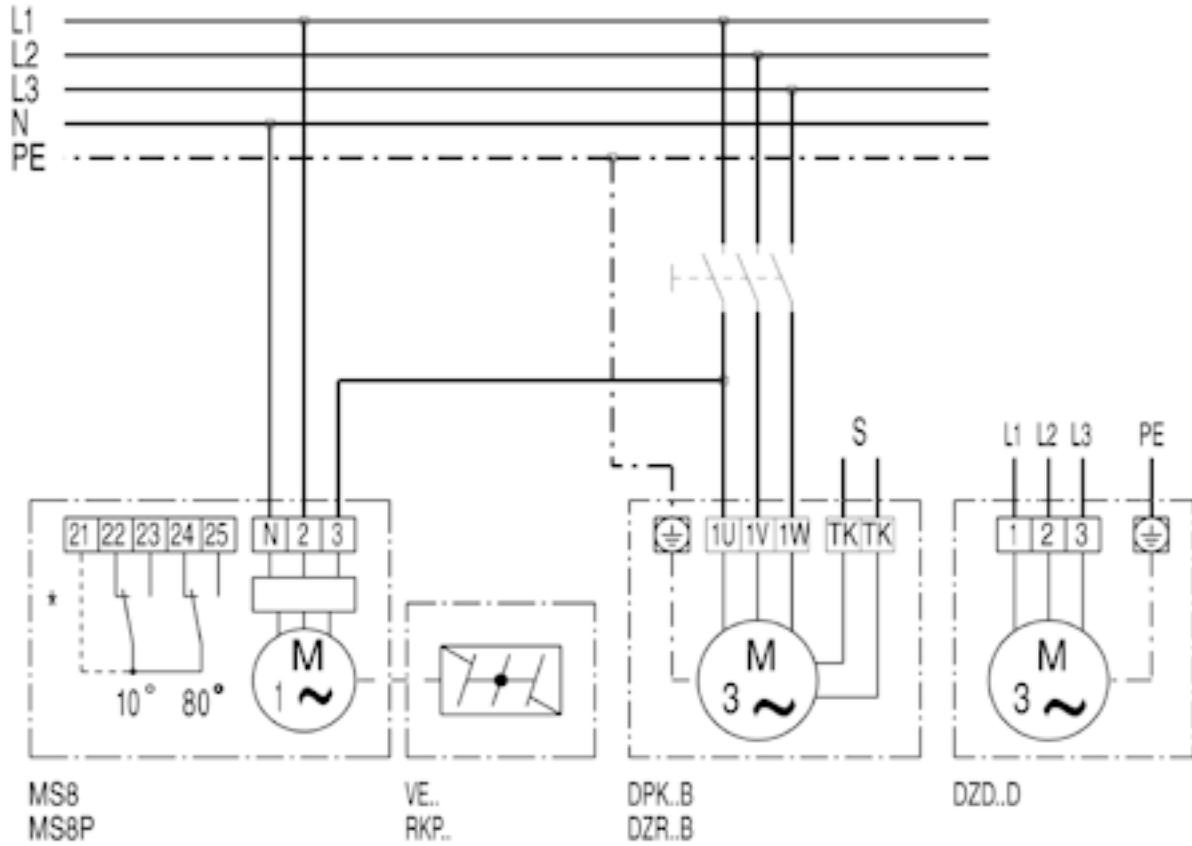 L1
L2
L3
N
PE
S
L1 L2 L3 PE
21 22 23 24 25 N 2 3 1U 1V 1W TK TK 1 2 3
*
M
1 ~
10° 80°
M
3 ~
M
3 ~
MS8
MS8P
VE..
RKP..
DPK..B
DZR..B
DZD..D